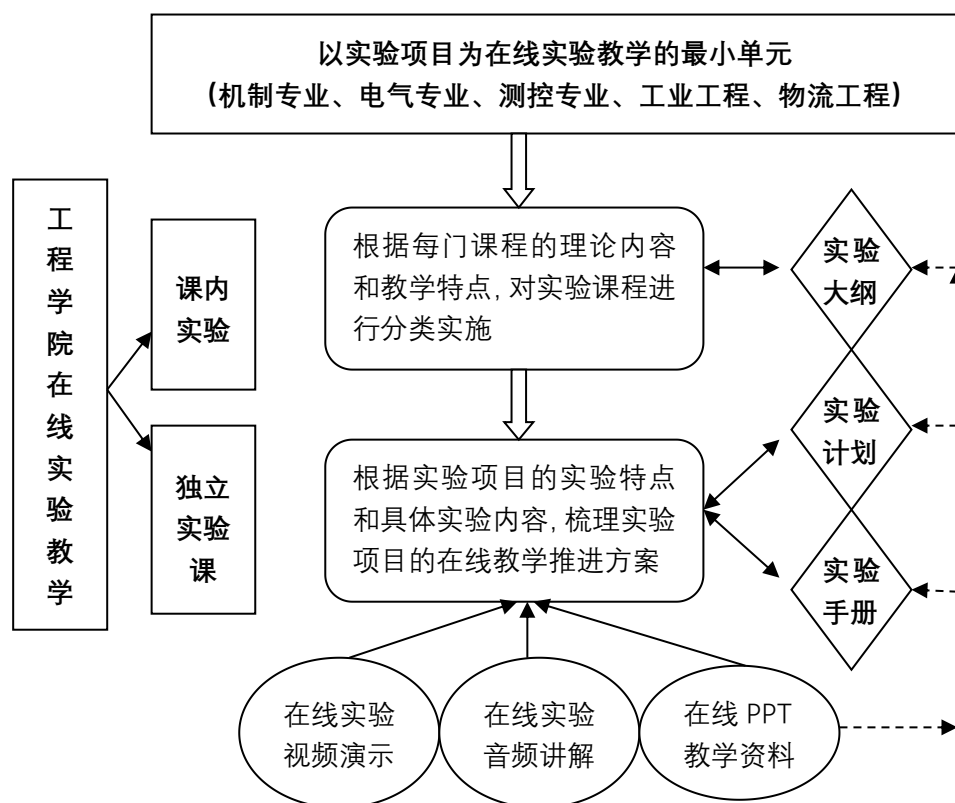 以实验项目为在线实验教学的最小单元
(机制专业、电气专业、测控专业、工业工程、物流工程)
工程学院在线实验教学
课内
实验
独立
实验
课
根据每门课程的理论内容
和教学特点,对实验课程进
行分类实施
根据实验项目的实验特点
和具体实验内容,梳理实验
项目的在线教学推进方案
实验
大纲
实验
计划
实验
手册
在线实验
视频演示
在线实验
音频讲解
在线 PPT
教学资料